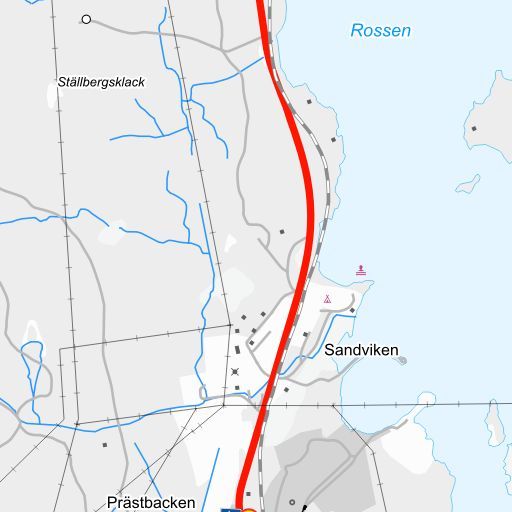 Rossen
Ställbergsklack
Sandviken
Prästbacken